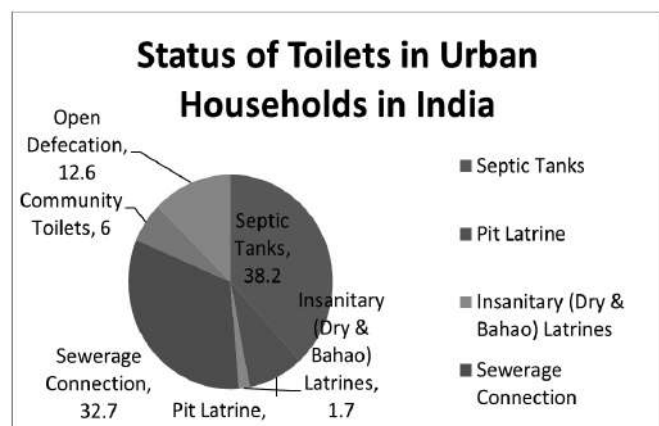 Status of Toilets in Urban
Households in India
Open
Defecation,
12.6
Community
Toilets, 6
Septic
Tanks,
38.2
Insanitary
(Dry &
Bahao)
Latrines,
1.7
Sewerage
Connection,
32.7
Pit Latrine,
Septic Tanks
Pit Latrine
Insanitary (Dry &
Bahao) Latrines
Sewerage
Connection